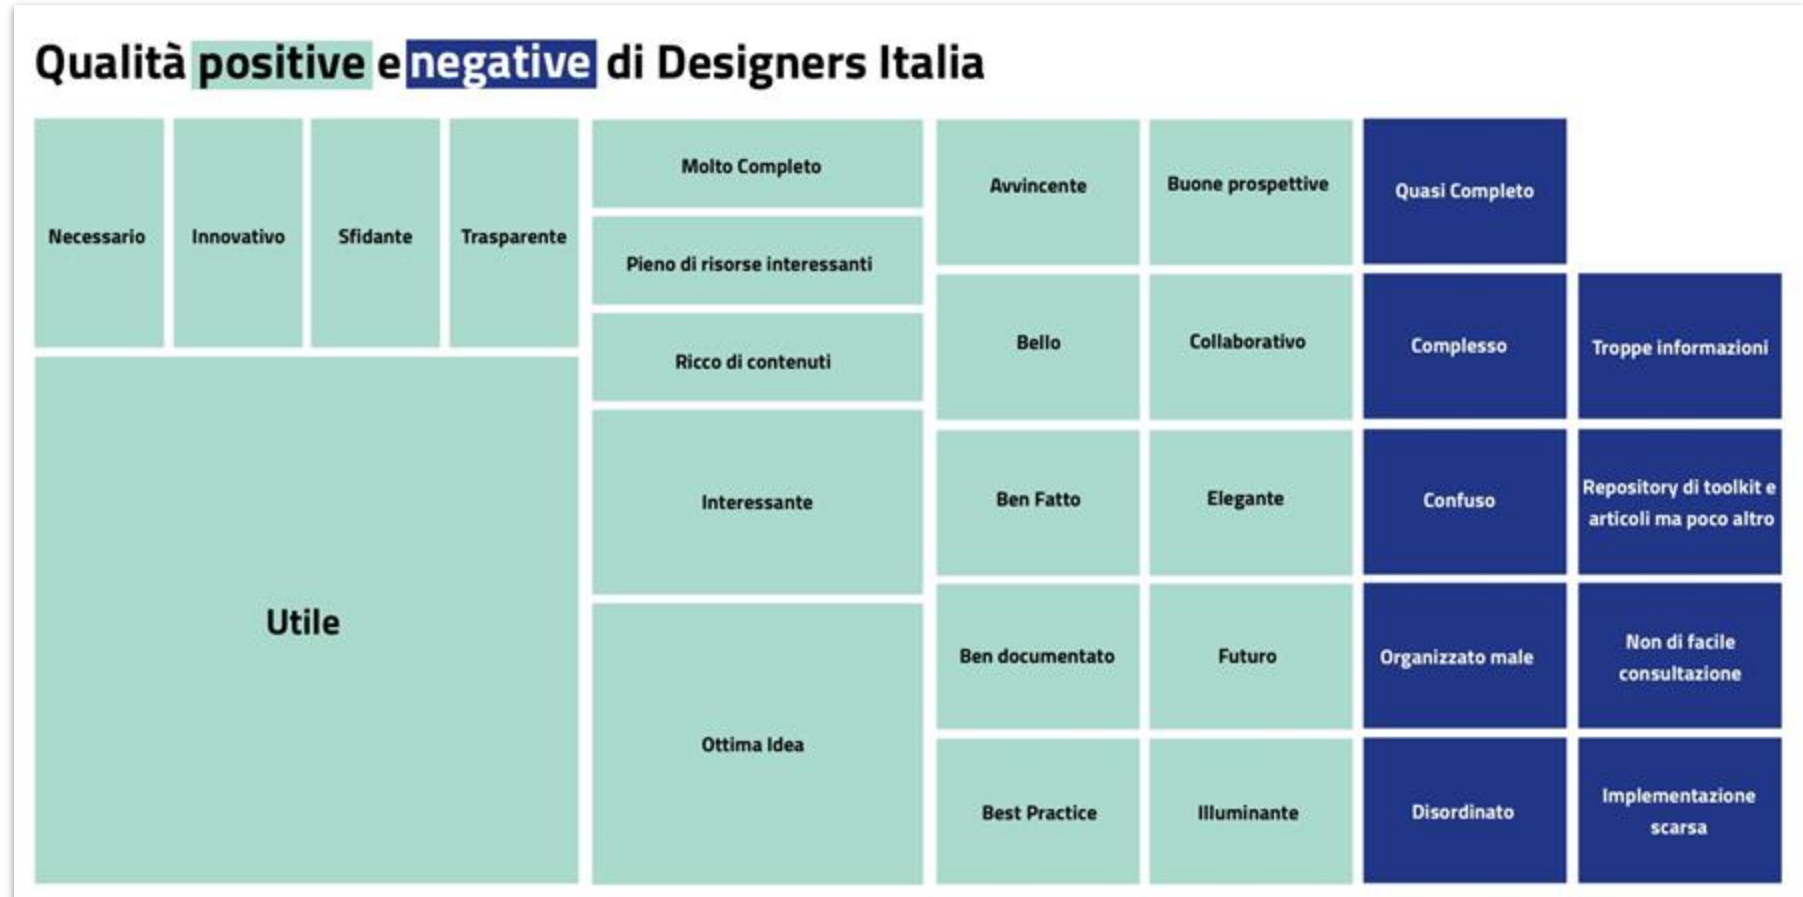 Qualità positive e negative di Designers Italia
Necessario
Innovativo
Sfidante
Trasparente
Utile
Molto Completo
Pieno di risorse interessanti
Ricco di contenuti
Interessante
Ottima Idea
Avvincente
Bello
Ben Fatto
Ben documentato
Best Practice
Buone prospettive
Collaborativo
Elegante
Futuro
Illuminante
Quasi Completo
Complesso
Confuso
Organizzato male
Disordinato
Troppe informazioni
Repository di toolkit e
articoli ma poco altro
Non di facile
consultazione
Implementazione
scarsa